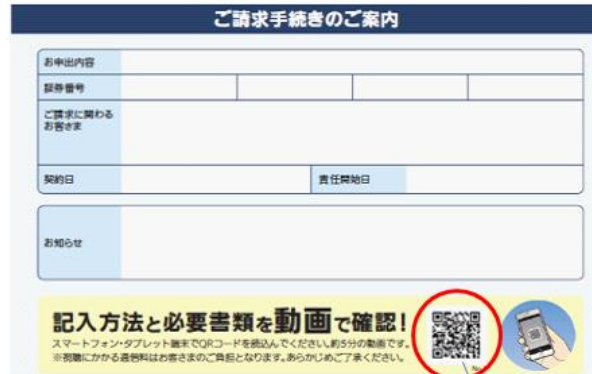 ご請求手続きのご案内
お申出内容
証券番号
ご請求に関わる
お客さま
契約日
責任開始日
お知らせ
記入方法と必要書類を動画で確認!
スマートフォン・タブレット端末でQRコードを読込んでください。約5分の動画です。
※視聴にかかる通信料はお客さまのご負担となります。あらかじめご了承ください。